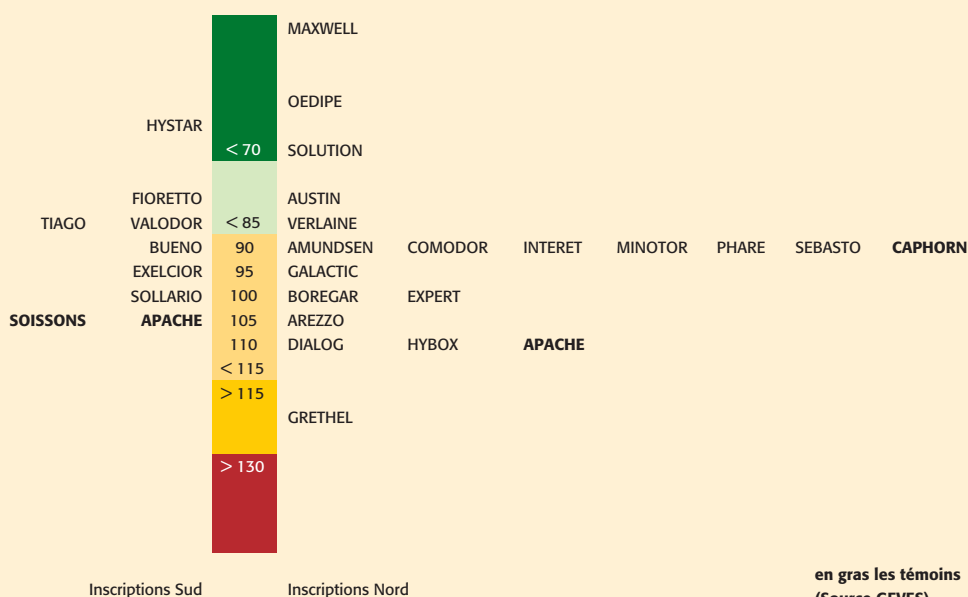 MAXWELL
OEDIPE
HYSTAR
< 70 SOLUTION
FIORETTO AUSTIN
TIAGO VALODOR < 85 VERLAINE
BUENO 90 AMUNDSEN COMODOR INTERET MINOTOR PHARE SEBASTO CAPHORN
EXELCIOR 95 GALACTIC
SOLLARIO 100 BOREGAR EXPERT
SOISSONS APACHE 105 AREZZO
110 DIALOG HYBOX APACHE
< 115
> 115
GRETHEL
> 130
en gras les témoins
Inscriptions Sud Inscriptions Nord
(Source GEVES)